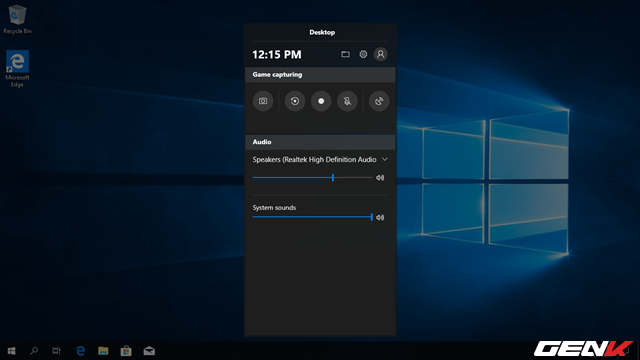 Desktop
Recycle Bin
12:15 PM
Microsoft
Edge
Game capturing
Audio
Speakers (Realtek High Definition Audio
System sounds
GENK